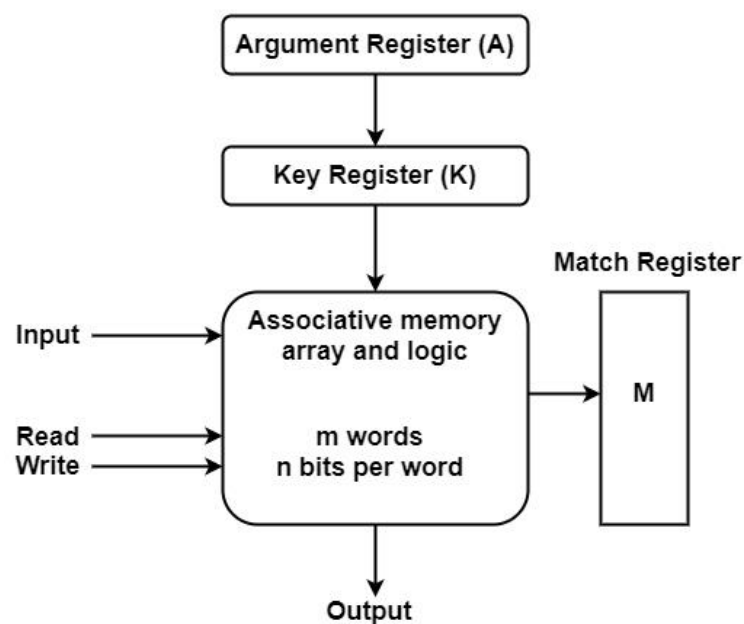 Argument Register (A)
Key Register (K)
Match Register
Associative memory
array and logic
Input
M
Read
m words
Write
n bits per word
Output